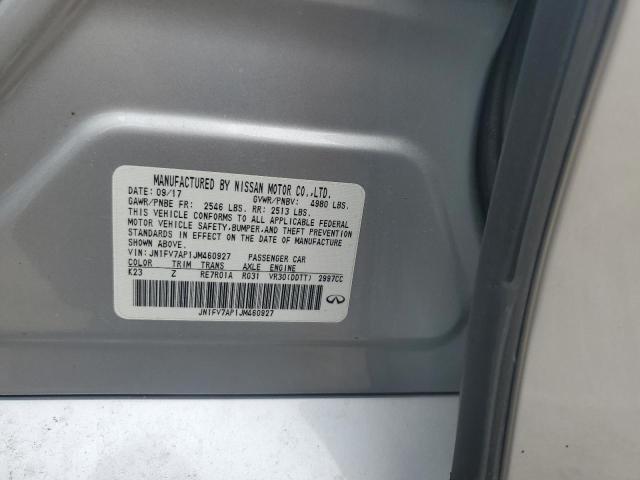 MANUFACTURED BY NISSAN MOTOR CO.,LTD.
DATE: 09/17 GVWR/PNBV: 4980 LBS.
GAWR/PNBE FR: 2546 LBS. RR: 2513 LBS.
THIS VEHICLE CONFORMS TO ALL APPLICABLE FEDERAL
MOTOR VEHICLE SAFETY,BUMPER,AND THEFT PREVENTION
STANDARDS IN EFFECT ON THE DATE OF MANUFACTURE
SHOWN ABOVE.
VIN: JN1FV7AP1JM460927 PASSENGER CAR
COLOR TRIM TRANS AXLE ENGINE
K23 Z RE7R01A RG31 VR30(DDTT) 2997CC
JN1FV7AP1JM460927